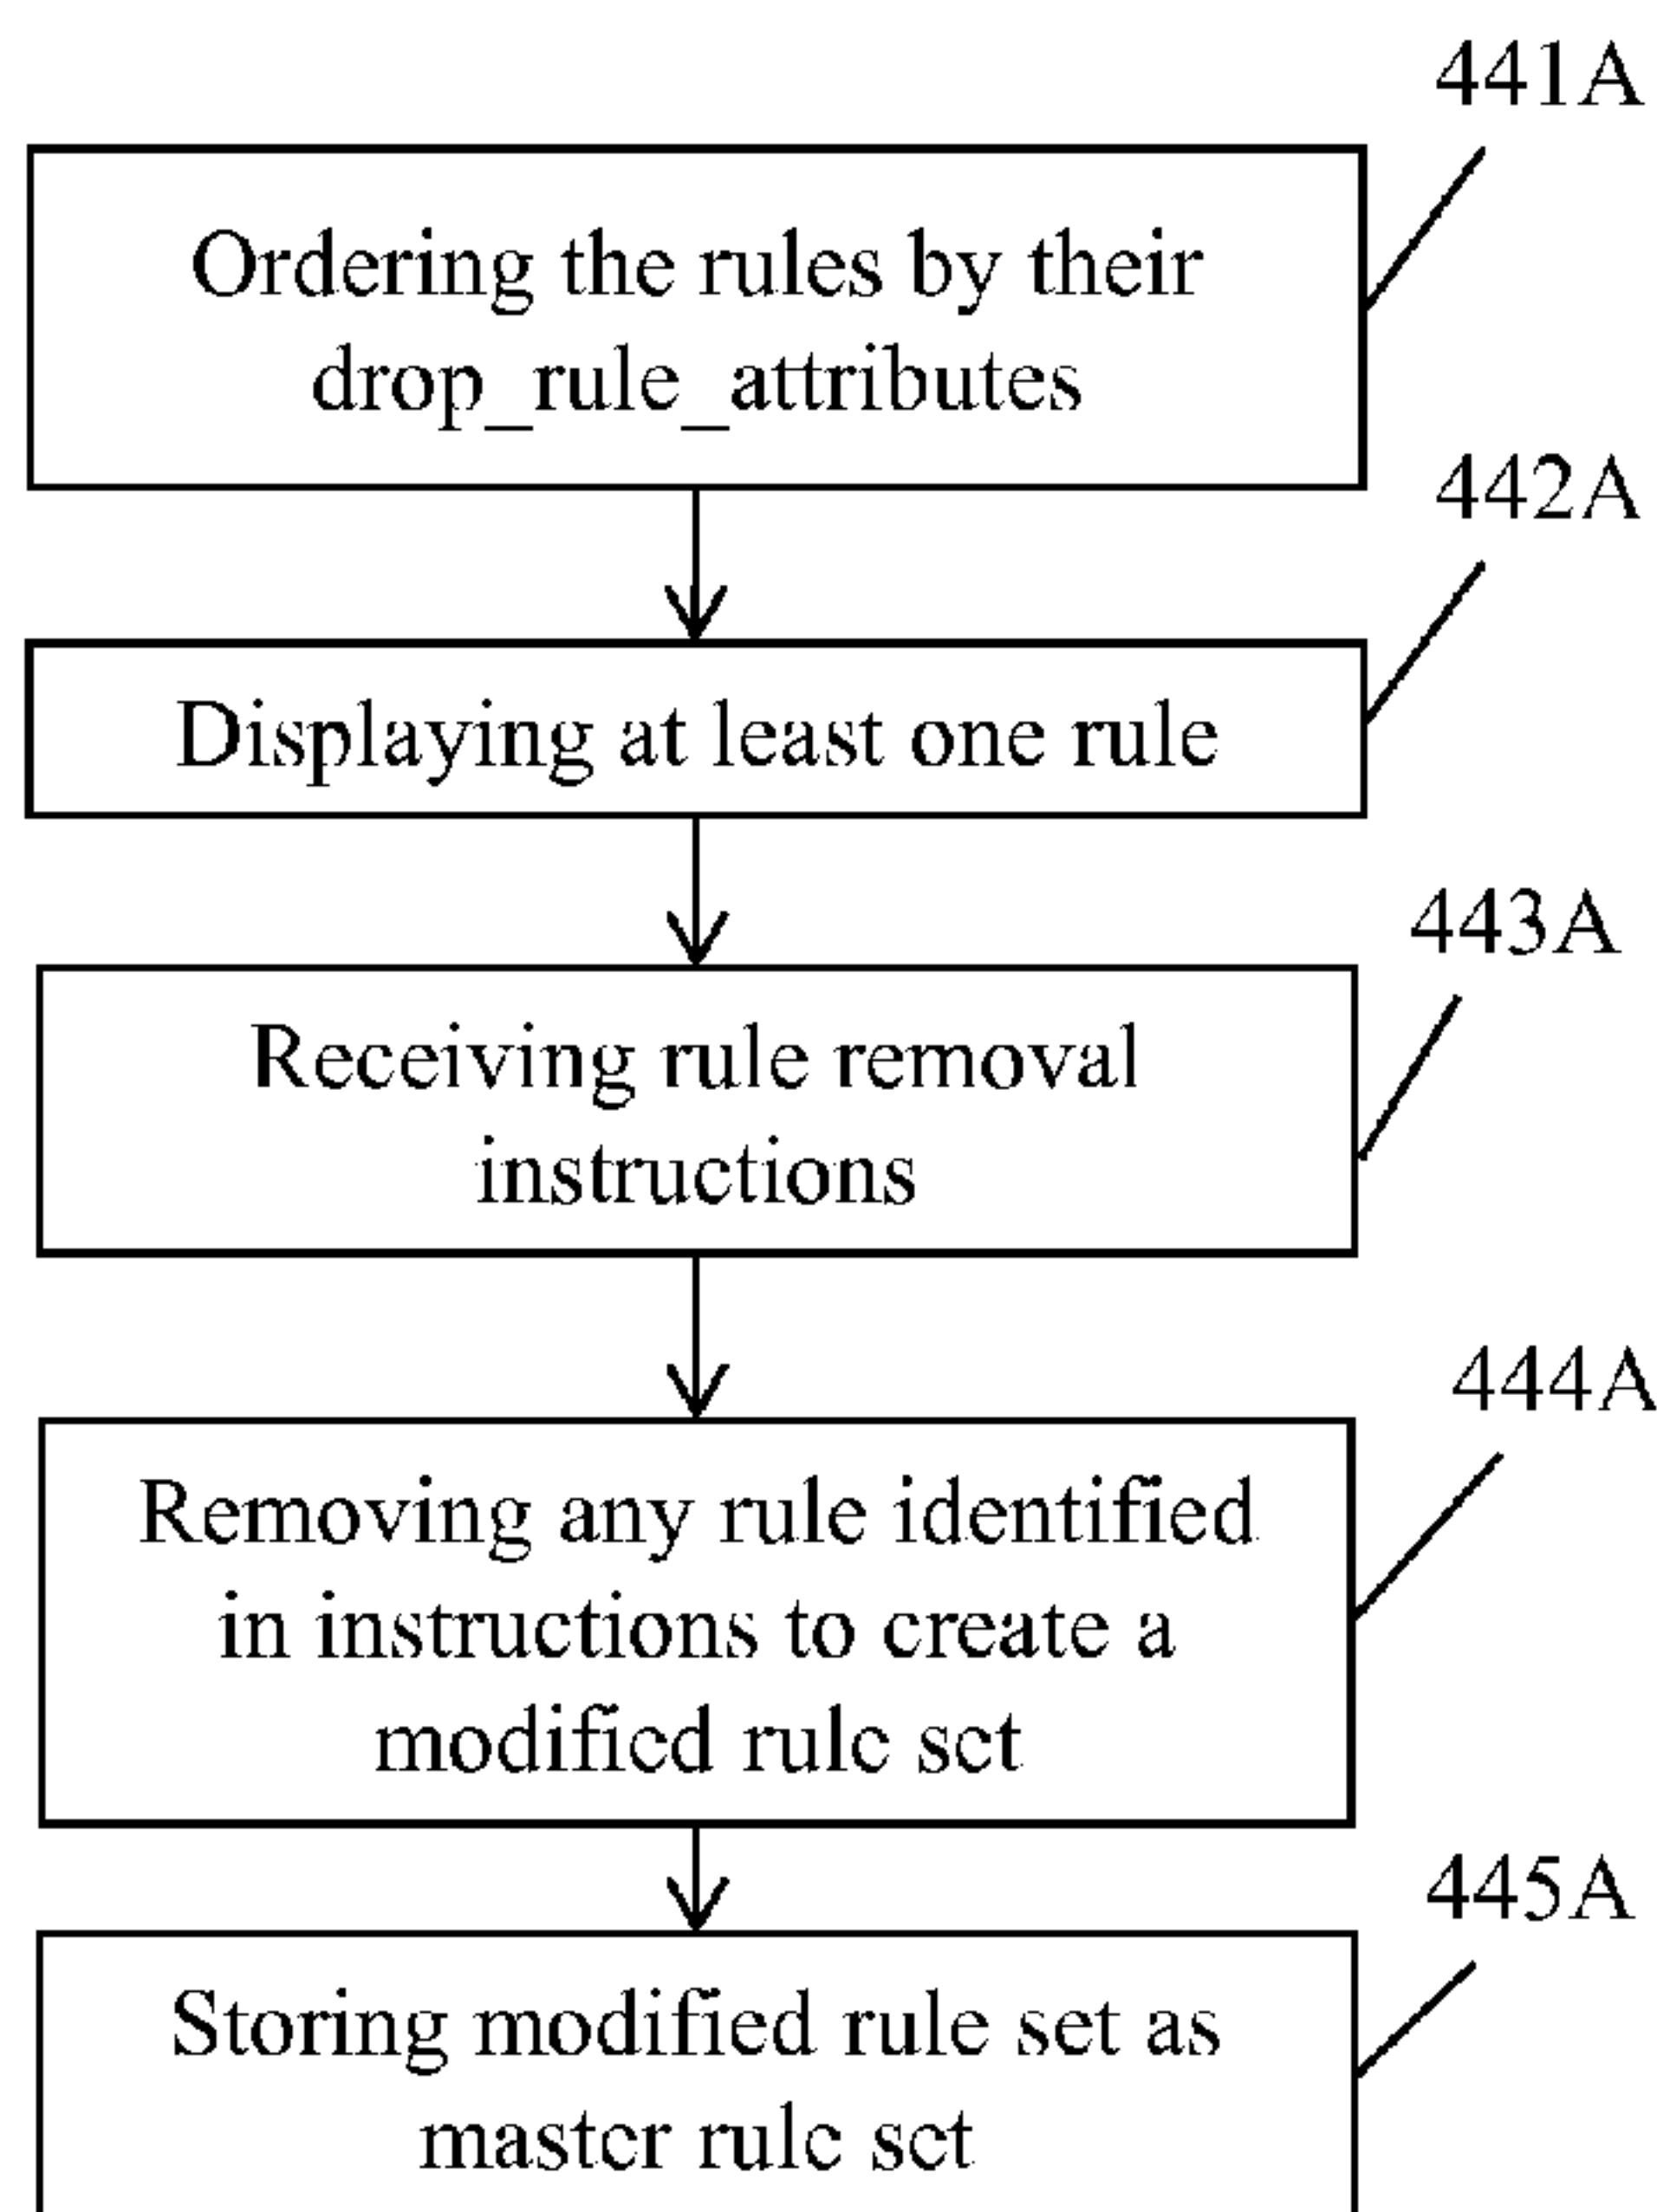 441A
Ordering the rules by their
drop_rule_attributes
442A
Displaying at least one rule
443A
Receiving rule removal
instructions
444A
Removing any rule identified
in instructions to create a
modified rule set
445A
Storing modified rule set as
master rule set